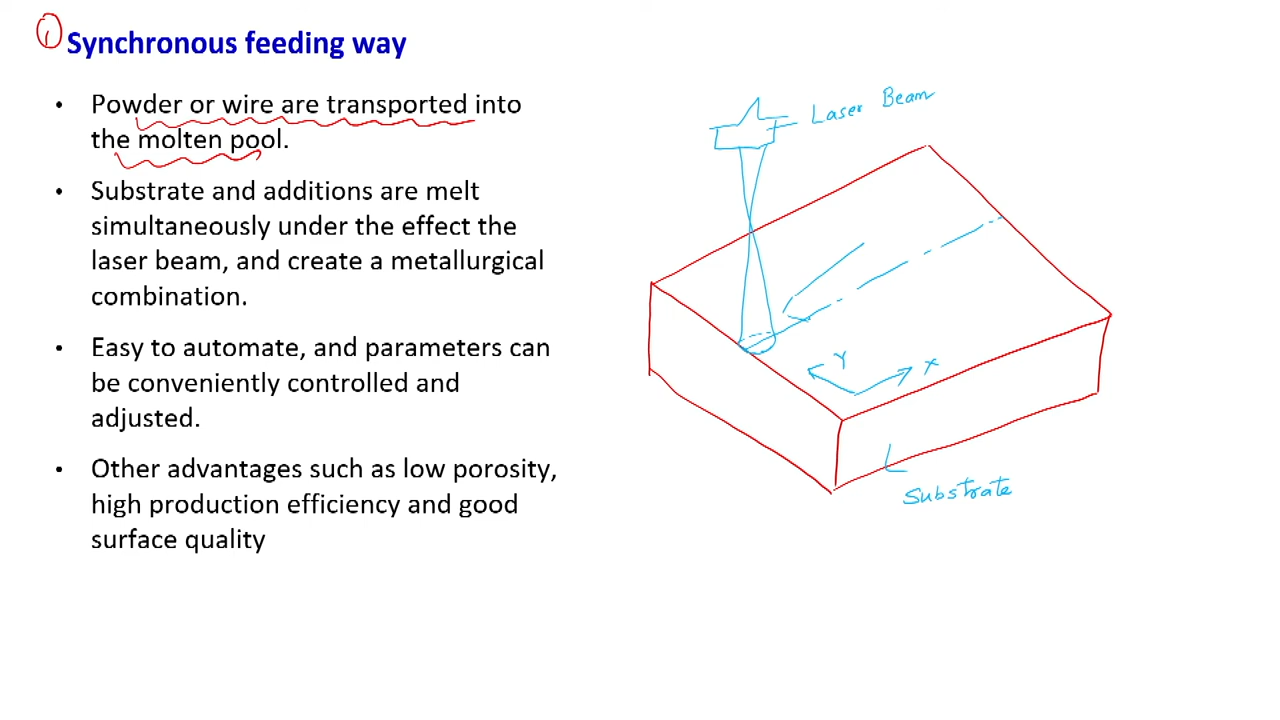 1 Synchronous feeding way
• Powder or wire are transported into
the molten pool.
• Substrate and additions are melt
simultaneously under the effect the
laser beam, and create a metallurgical
combination.
• Easy to automate, and parameters can
be conveniently controlled and
adjusted.
• Other advantages such as low porosity,
high production efficiency and good
surface quality
Laser Beam
Y
X
Substrate